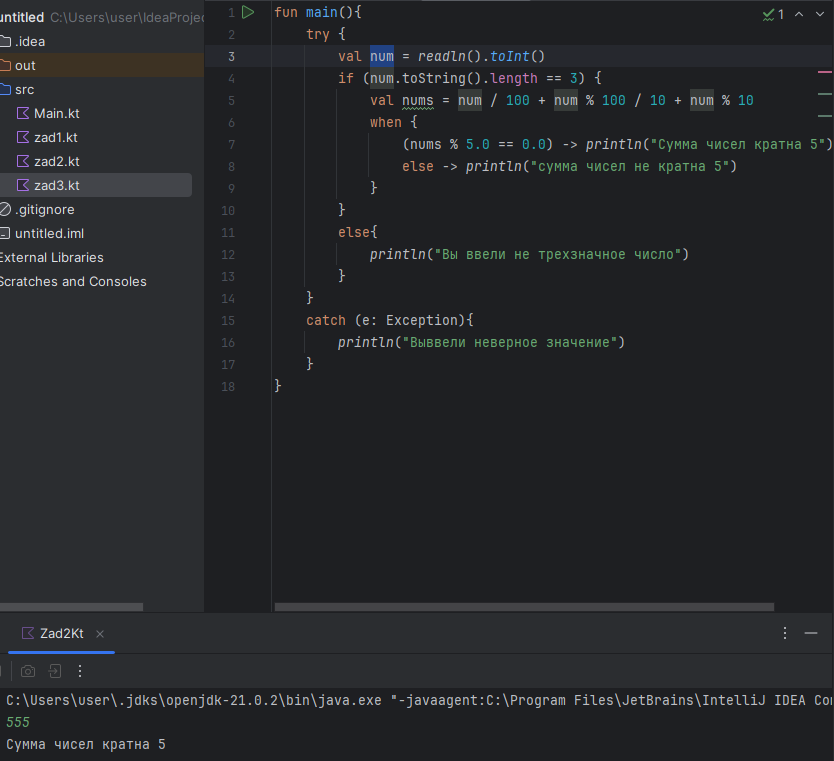 untitled C:\Users\user\IdeaProjec
.idea
out
src
Main.kt
zad1.kt
zad2.kt
zad3.kt
.gitignore
untitled.iml
External Libraries
Scratches and Consoles
1 fun main(){
2 try {
3 val num = readln().toInt()
4 if (num.toString().length == 3) {
5 val nums = num / 100 + num % 100 / 10 + num % 10
6 when {
7 (nums % 5.0 == 0.0) -> println("Сумма чисел кратна 5")
8 else -> println("сумма чисел не кратна 5")
9 }
10 }
11 else{
12 println("Вы ввели не трехзначное число")
13 }
14 }
15 catch (e: Exception){
16 println("Выввели неверное значение")
17 }
18 }
1
Zad2Kt
C:\Users\user\.jdks\openjdk-21.0.2\bin\java.exe "-javaagent:C:\Program Files\JetBrains\IntelliJ IDEA Co
555
Сумма чисел кратна 5